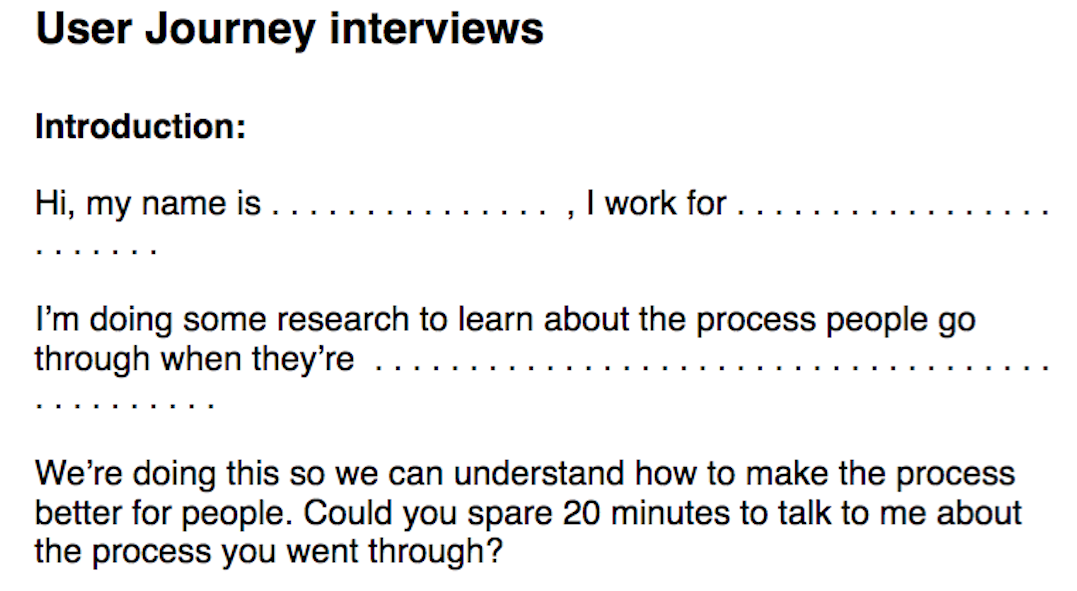 User Journey interviews
Introduction:
Hi, my name is . . . . . . . . . . . . . . . , I work for . . . . . . . . . . . . . . . . .
. . . . . . .
I’m doing some research to learn about the process people go
through when they’re . . . . . . . . . . . . . . . . . . . . . . . . . . . . . . . . . . . .
. . . . . . . . . .
We’re doing this so we can understand how to make the process
better for people. Could you spare 20 minutes to talk to me about
the process you went through?